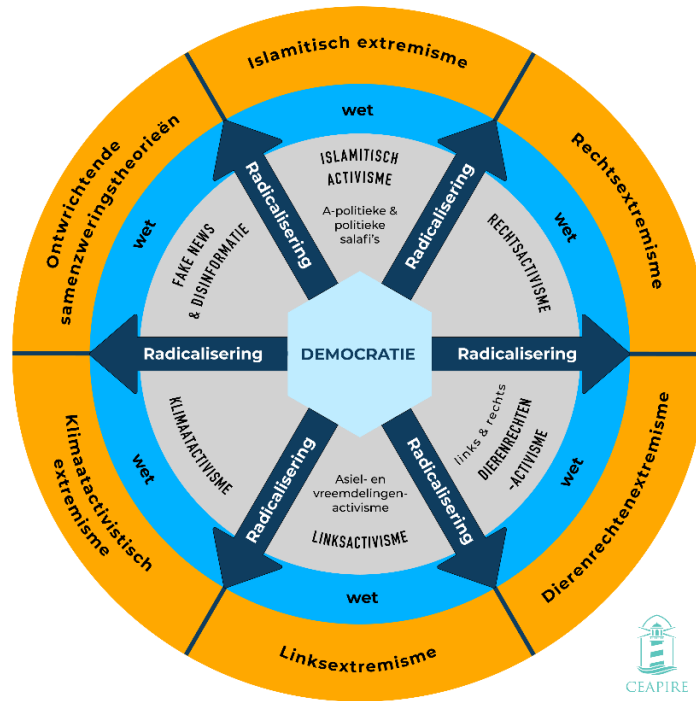 Islamitisch extremisme
Rechtsextremisme
Dierenrechtenextremisme
Linksextremisme
Klimaatactivistisch
extremisme
Ontwrichtende
samenzweringstheorieën
wet
wet
wet
wet
wet
wet
Radicalisering
Radicalisering
Radicalisering
Radicalisering
Radicalisering
Radicalisering
ISLAMITISCH
ACTIVISME
A-politieke &
politieke
salafi's
RECHTSACTIVISME
links & rechts
DIERENRECHTEN
-ACTIVISME
Asiel- en
vreemdelingen-
activisme
LINKSACTIVISME
KLIMAATACTIVISME
FAKE NEWS
& DISINFORMATIE
DEMOCRATIE
CEAPIRE